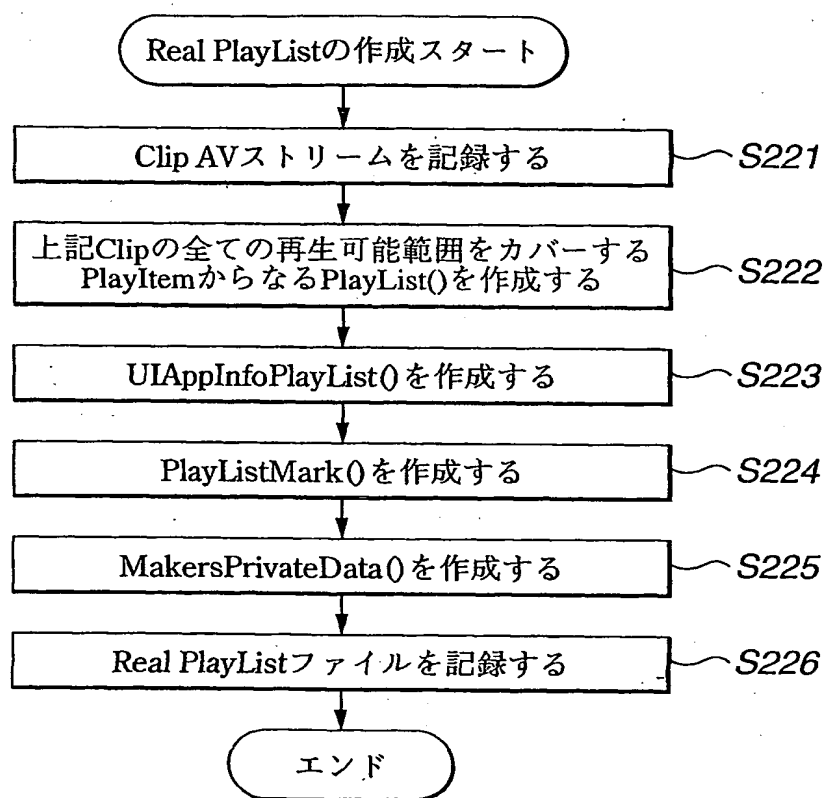 Real PlayListの作成スタート
Clip AVストリームを記録する
S221
上記Clipの全ての再生可能範囲をカバーする
PlayItemからなるPlayList()を作成する
S222
UIAppInfoPlayList()を作成する
S223
PlayListMark()を作成する
S224
MakersPrivateData()を作成する
S225
Real PlayListファイルを記録する
S226
エンド